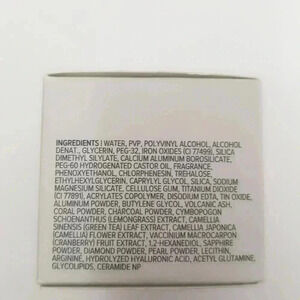 INGREDIENTS | WATER, PVP, POLYVINYL ALCOHOL, ALCOHOL
DENAT., GLYCERIN, PEG-32, IRON OXIDES (CI 77499), SILICA
DIMETHYL SILYLATE, CALCIUM ALUMINUM BOROSILICATE,
PEG-60 HYDROGENATED CASTOR OIL, FRAGRANCE,
PHENOXYETHANOL, CHLORPHENESIN, TREHALOSE,
ETHYLHEXYLGLYCERIN, CAPRYLYL GLYCOL, SILICA, SODIUM
MAGNESIUM SILICATE, CELLULOSE GUM, TITANIUM DIOXIDE
(CI 77891), ACRYLATES COPOLYMER, DISODIUM EDTA, TIN OXIDE,
ALUMINUM POWDER, BUTYLENE GLYCOL, VOLCANIC ASH,
CORAL POWDER, CHARCOAL POWDER, CYMBOPOGON
SCHOENANTHUS (LEMONGRASS) EXTRACT, CAMELLIA
SINENSIS (GREEN TEA) LEAF EXTRACT, CAMELLIA JAPONICA
(CAMELLIA) FLOWER EXTRACT, VACCINIUM MACROCARPON
(CRANBERRY) FRUIT EXTRACT, 1,2-HEXANEDIOL, SAPPHIRE
POWDER, DIAMOND POWDER, PEARL POWDER, LECITHIN,
ARGININE, HYDROLYZED HYALURONIC ACID, ACETYL GLUTAMINE,
GLYCOLIPIDS, CERAMIDE NP